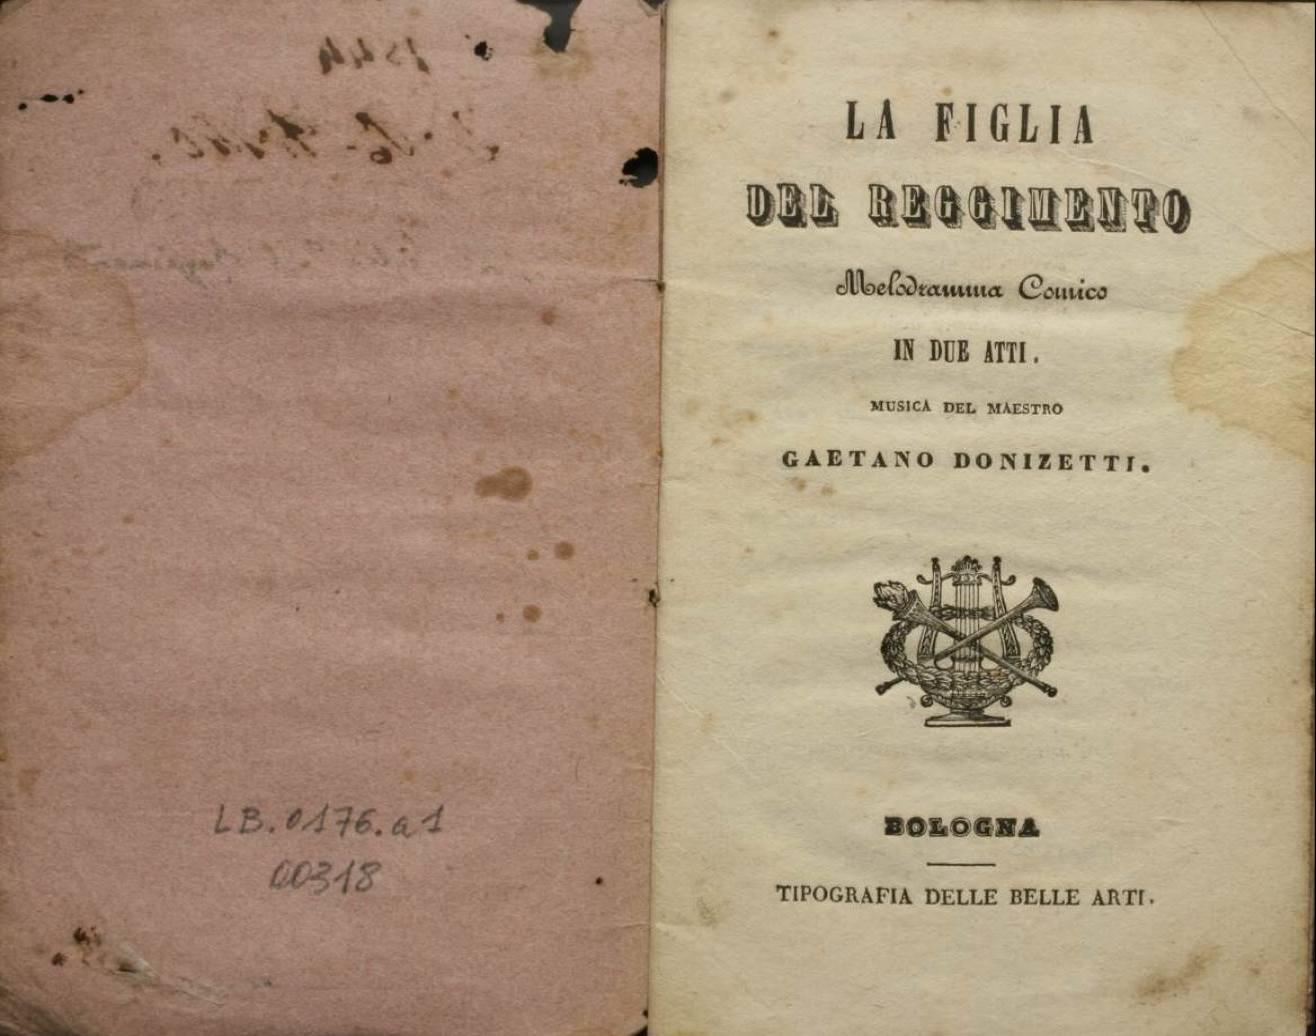 LB.0176.a1
00318
LA FIGLIA
DEL REGGIMENTO
Melodramma Comico
IN DUE ATTI.
MUSICA DEL MAESTRO
GAETANO DONIZETTI.
BOLOGNA
TIPOGRAFIA DELLE BELLE ARTI.